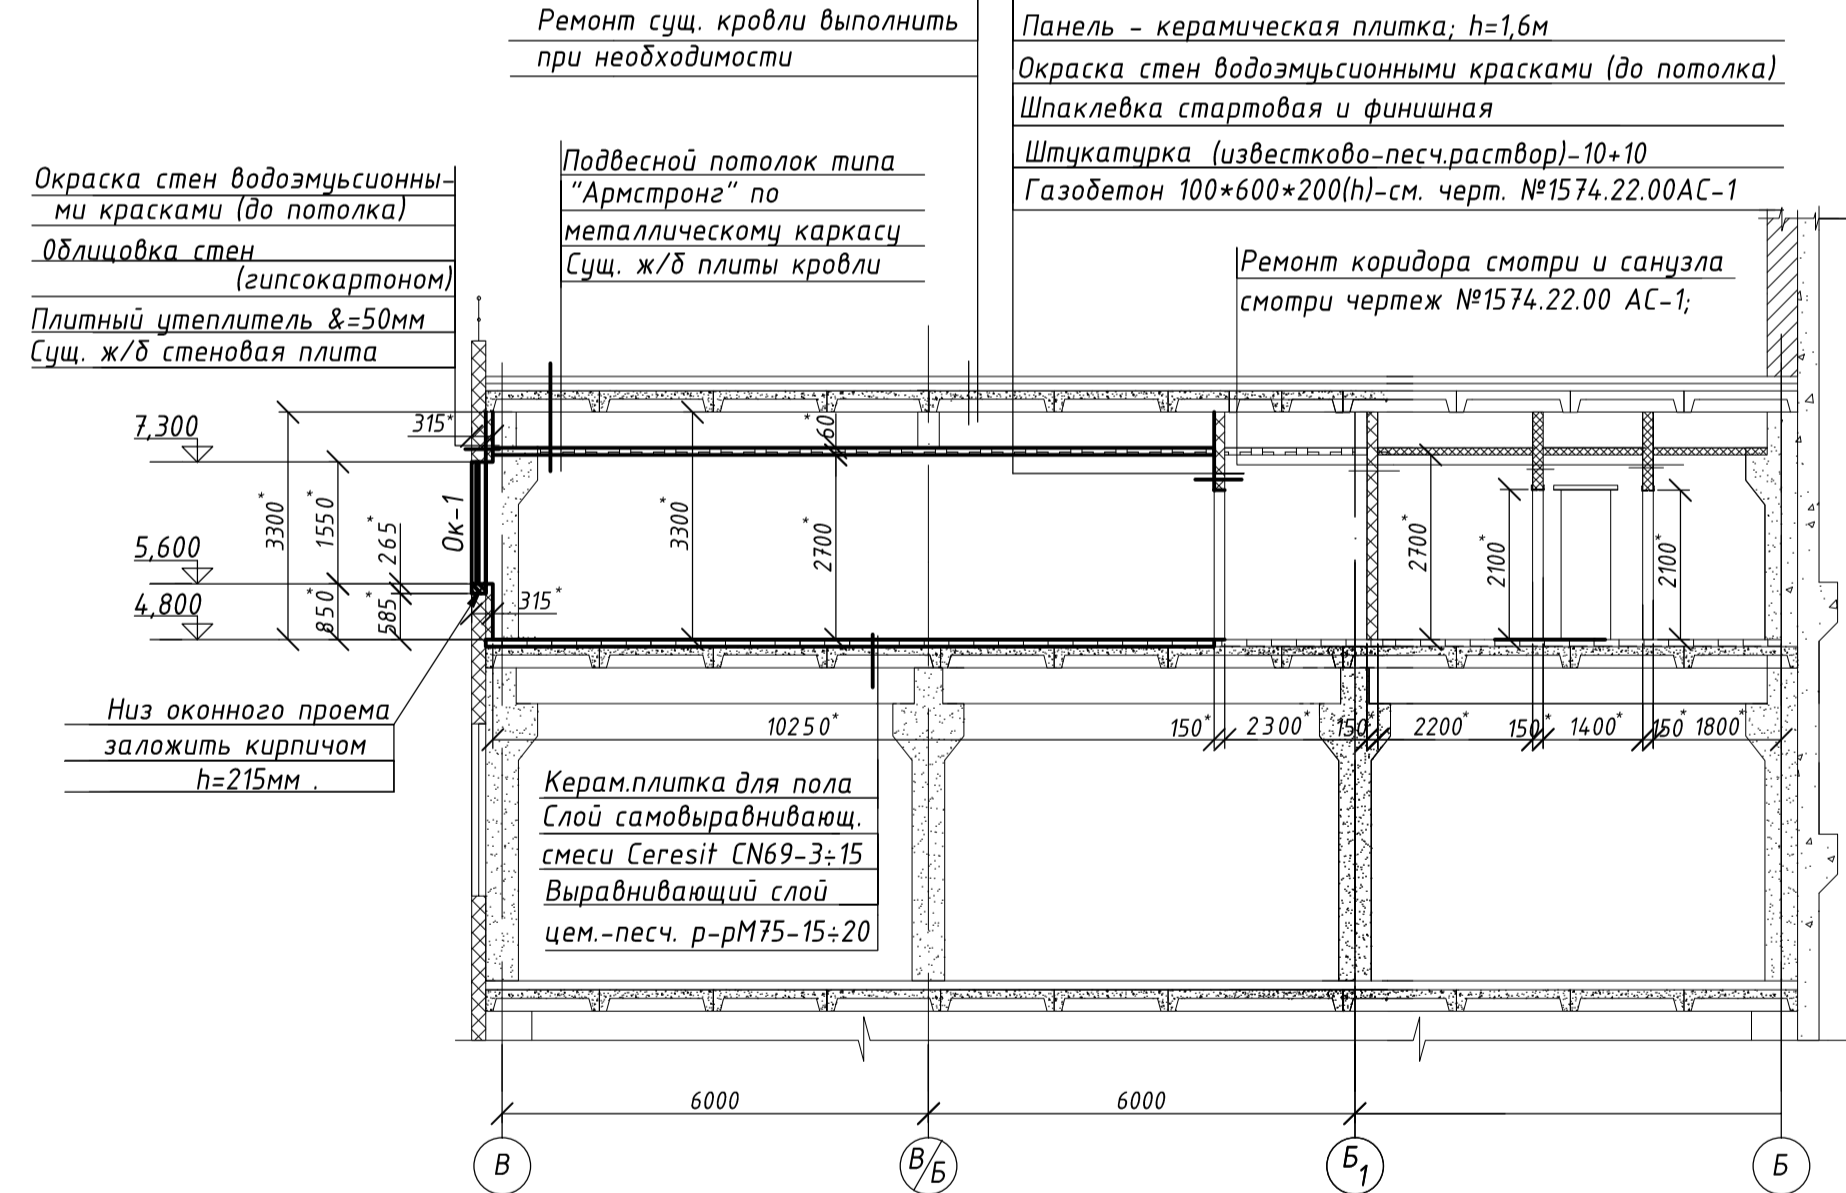 Ремонт сущ. кровли выполнить
при необходимости
Панель - керамическая плитка; h=1,6м
Окраска стен водоэмуьсионными красками (до потолка)
Шпаклевка стартовая и финишная
Штукатурка (известково-песч.раствор)-10+10
Газобетон 100*600*200(h)-см. черт. №1574.22.00АС-1
Окраска стен водоэмуьсионны-
ми красками (до потолка)
Облицовка стен
(гипсокартоном)
Плитный утеплитель &=50мм
Сущ. ж/б стеновая плита
Подвесной потолок типа
"Армстронг" по
металлическому каркасу
Сущ. ж/б плиты кровли
Ремонт коридора смотри и санузла
смотри чертеж №1574.22.00 АС-1;
7,300
5,600
4,800
3300*
1550*
850*
265*
585*
315*
Ок-1
315*
3300*
60*
2700*
2700*
2100*
2100*
Низ оконного проема
заложить кирпичом
h=215мм .
10250*
150*
2300*
150*
2200*
150*
1400*
150*
1800*
Керам.плитка для пола
Слой самовыравнивающ.
смеси Ceresit CN69-3÷15
Выравнивающий слой
цем.-песч. р-рМ75-15÷20
6000
6000
В
В/Б
Б1
Б